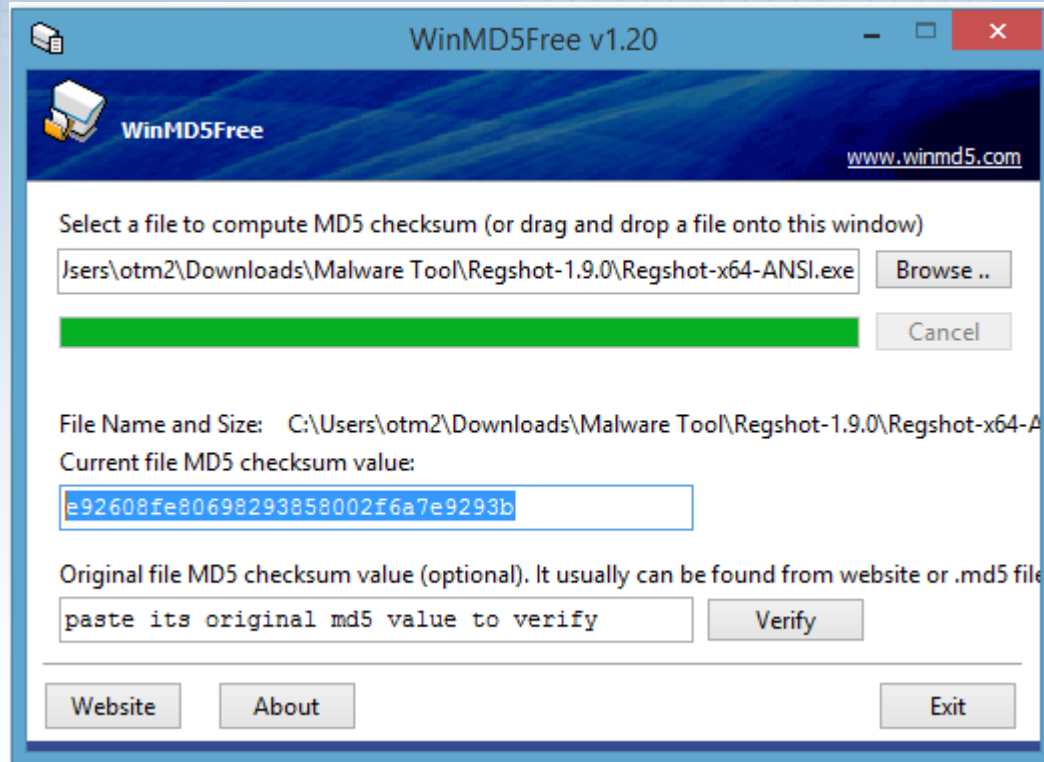 WinMD5Free v1.20
WinMD5Free
www.winmd5.com
Select a file to compute MD5 checksum (or drag and drop a file onto this window)
Jsers\otm2\Downloads\Malware Tool\Regshot-1.9.0\Regshot-x64-ANSI.exe Browse ..
Cancel
File Name and Size: C:\Users\otm2\Downloads\Malware Tool\Regshot-1.9.0\Regshot-x64-A
Current file MD5 checksum value:
e92608fe80698293858002f6a7e9293b
Original file MD5 checksum value (optional). It usually can be found from website or .md5 file
paste its original md5 value to verify Verify
Website About Exit